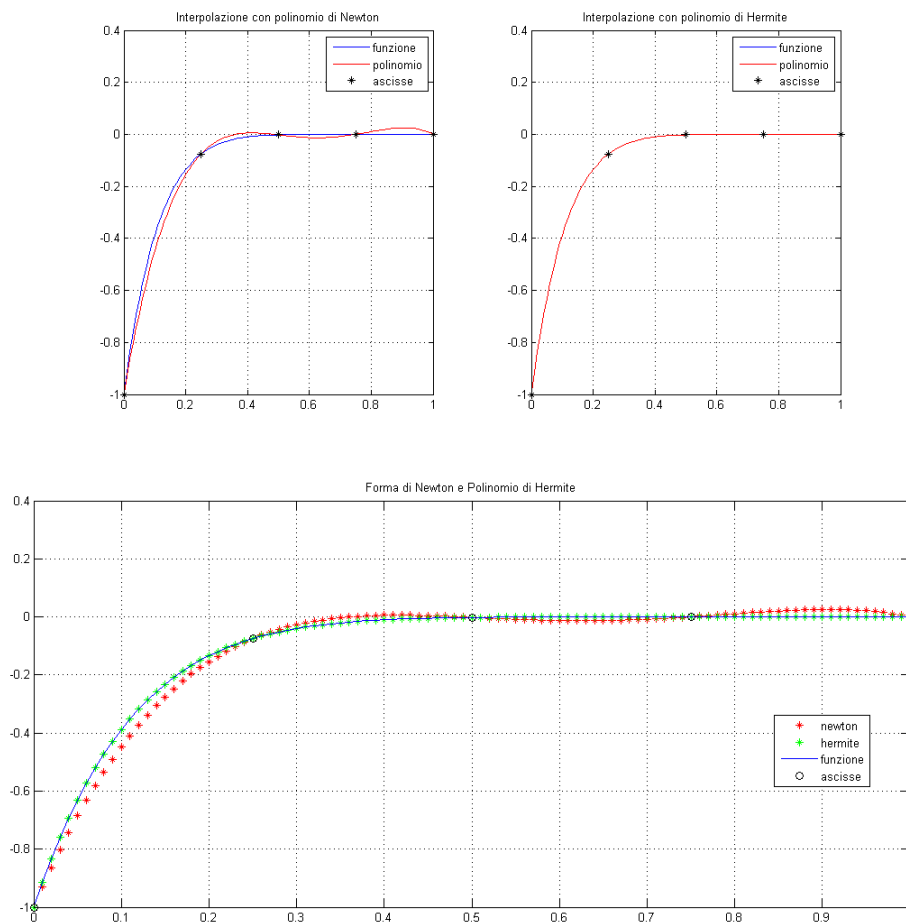 Interpolazione con polinomio di Newton
0.4
0.2
0
-0.2
-0.4
-0.6
-0.8
-1
0 0.2 0.4 0.6 0.8 1
funzione
polinomio
ascisse
Interpolazione con polinomio di Hermite
0.4
0.2
0
-0.2
-0.4
-0.6
-0.8
-1
0 0.2 0.4 0.6 0.8 1
funzione
polinomio
ascisse
Forma di Newton e Polinomio di Hermite
0.4
0.2
0
-0.2
-0.4
-0.6
-0.8
-1
0 0.1 0.2 0.3 0.4 0.5 0.6 0.7 0.8 0.9
newton
hermite
funzione
ascisse